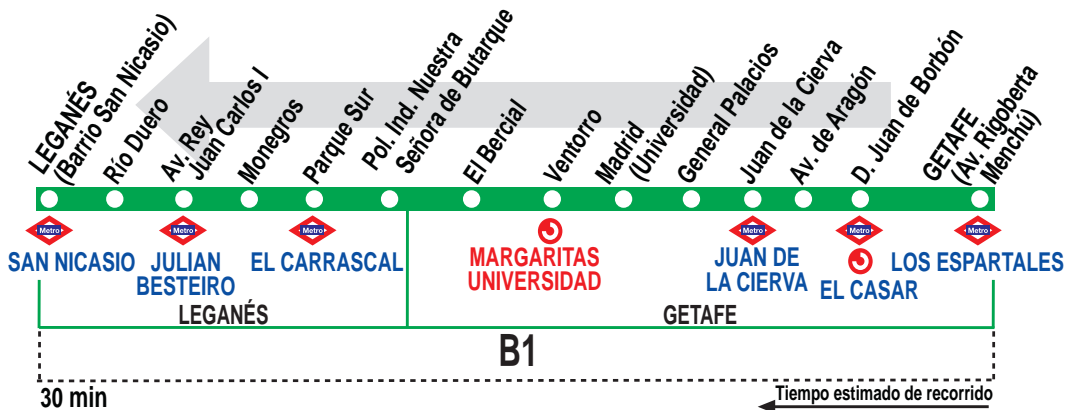 LEGANÉS
(Barrio San Nicasio)
Río Duero
Av. Rey
Juan Carlos I
Monegros
Parque Sur
Pol. Ind. Nuestra
Señora de Butarque
El Bercial
Ventorro
Madrid
(Universidad)
General Palacios
Juan de la Cierva
Av. de Aragón
D. Juan de Borbón
GETAFE
(Av. Rigoberta
Menchú)
Metro
Metro
Metro
Metro
Metro
Metro
SAN NICASIO
JULIAN
BESTEIRO
EL CARRASCAL
MARGARITAS
UNIVERSIDAD
JUAN DE
LA CIERVA
EL CASAR
LOS ESPARTALES
LEGANÉS
GETAFE
B1
30 min
Tiempo estimado de recorrido